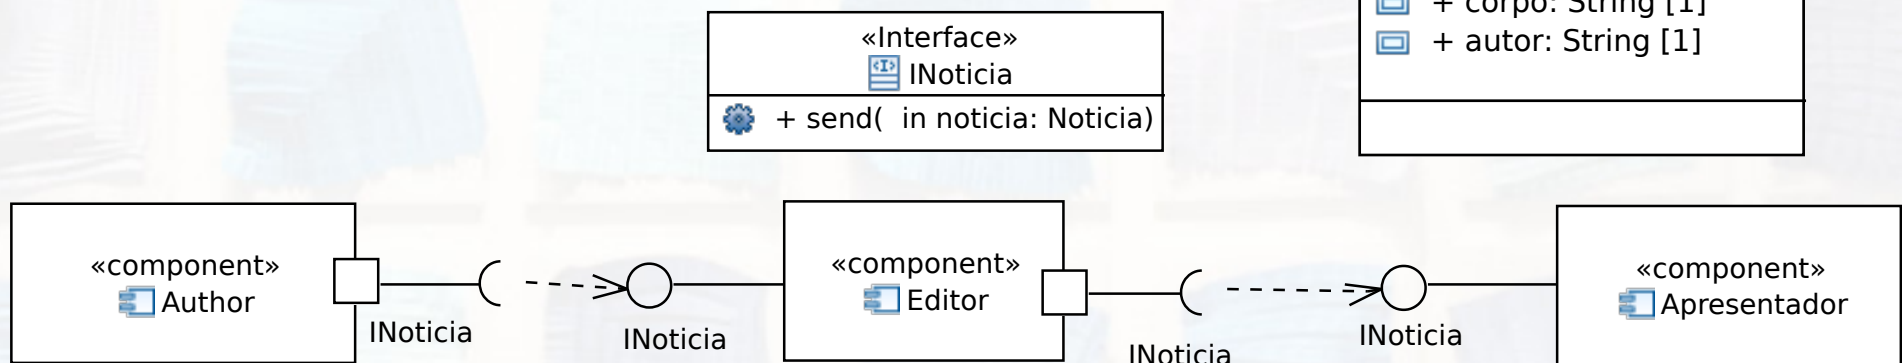 «Interface»
INoticia
+ send(  in noticia: Noticia)
+ corpo: String [1]
+ autor: String [1]
«component»
Author
INoticia
INoticia
«component»
Editor
INoticia
INoticia
«component»
Apresentador